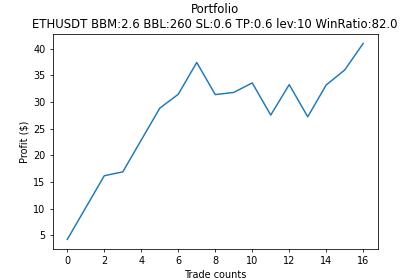 Portfolio
ETHUSDT BBM:2.6 BBL:260 SL:0.6 TP:0.6 lev:10 WinRatio:82.0
40
35
30
25
20
15
10
5
Profit ($)
0 2 4 6 8 10 12 14 16
Trade counts